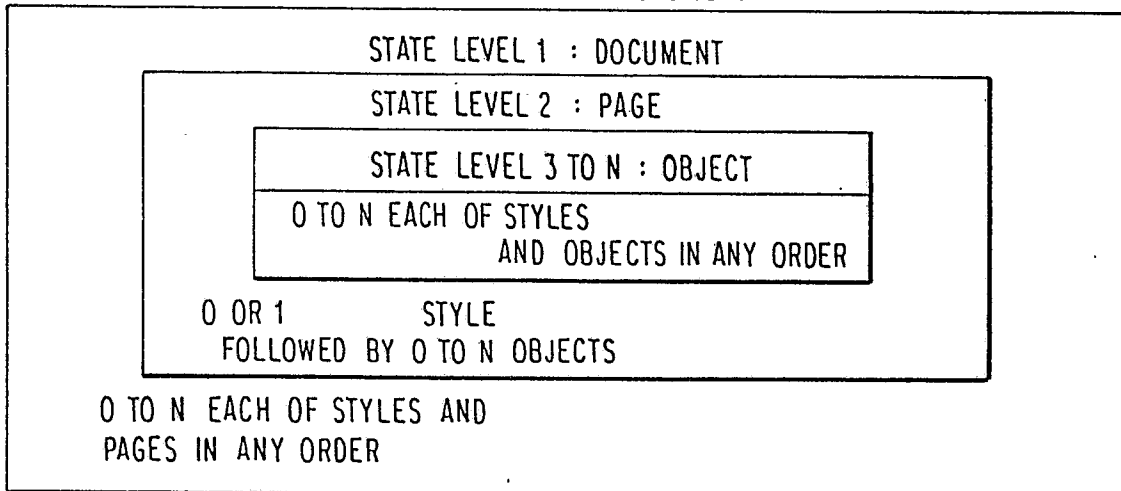 STATE LEVEL 1 : DOCUMENT
STATE LEVEL 2 : PAGE
STATE LEVEL 3 TO N : OBJECT
0 TO N EACH OF STYLES
AND OBJECTS IN ANY ORDER
0 OR 1 STYLE
FOLLOWED BY 0 TO N OBJECTS
0 TO N EACH OF STYLES AND
PAGES IN ANY ORDER